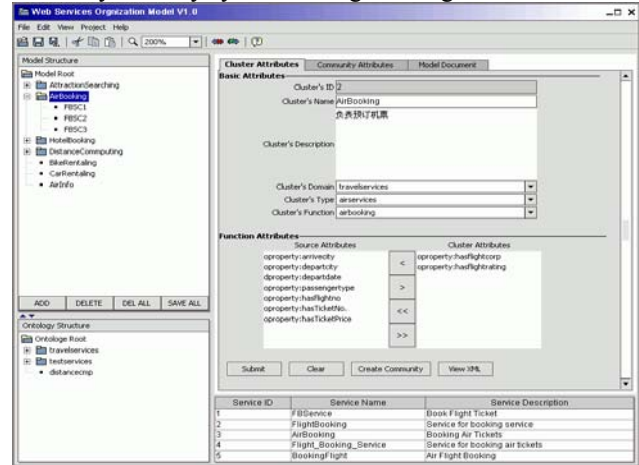 Web Services Orgnization Model V1.0
File Edit View Project Help
200%
Model Structure
Model Root
AttractionSearching
AirBooking
FBSC1
FBSC2
FBSC3
HotelBooking
DistanceCommputing
BikeRentaling
CarRentaling
AirInfo
ADD DELETE DEL ALL SAVE ALL
Ontology Structure
Ontologe Root
travelservices
testservices
distancecmp
Cluster Attributes Community Attributes Model Document
Basic Attributes
Cluster's ID 2
Cluster's Name AirBooking
Cluster's Description 负责预订机票
Cluster's Domain travelservices
Cluster's Type airservices
Cluster's Function airbooking
Function Attributes
Source Attributes Cluster Attributes
oproperty:arrivecity
oproperty:departcity
dproperty:departdate
oproperty:passengertype
oproperty:hasflightno
oproperty:hasTicketNo.
oproperty:hasTicketPrice
<
>
<<
>>
oproperty:hasflightcorp
oproperty:hasflightrating
Submit Clear Create Community View XML
Service ID Service Name Service Description
1 FBService Book Flight Ticket
2 FlightBooking Service for booking service
3 AirBooking Booking Air Tickets
4 Flight_Booking_Service Service for booking air tickets
5 BookingFlight Air Flight Booking